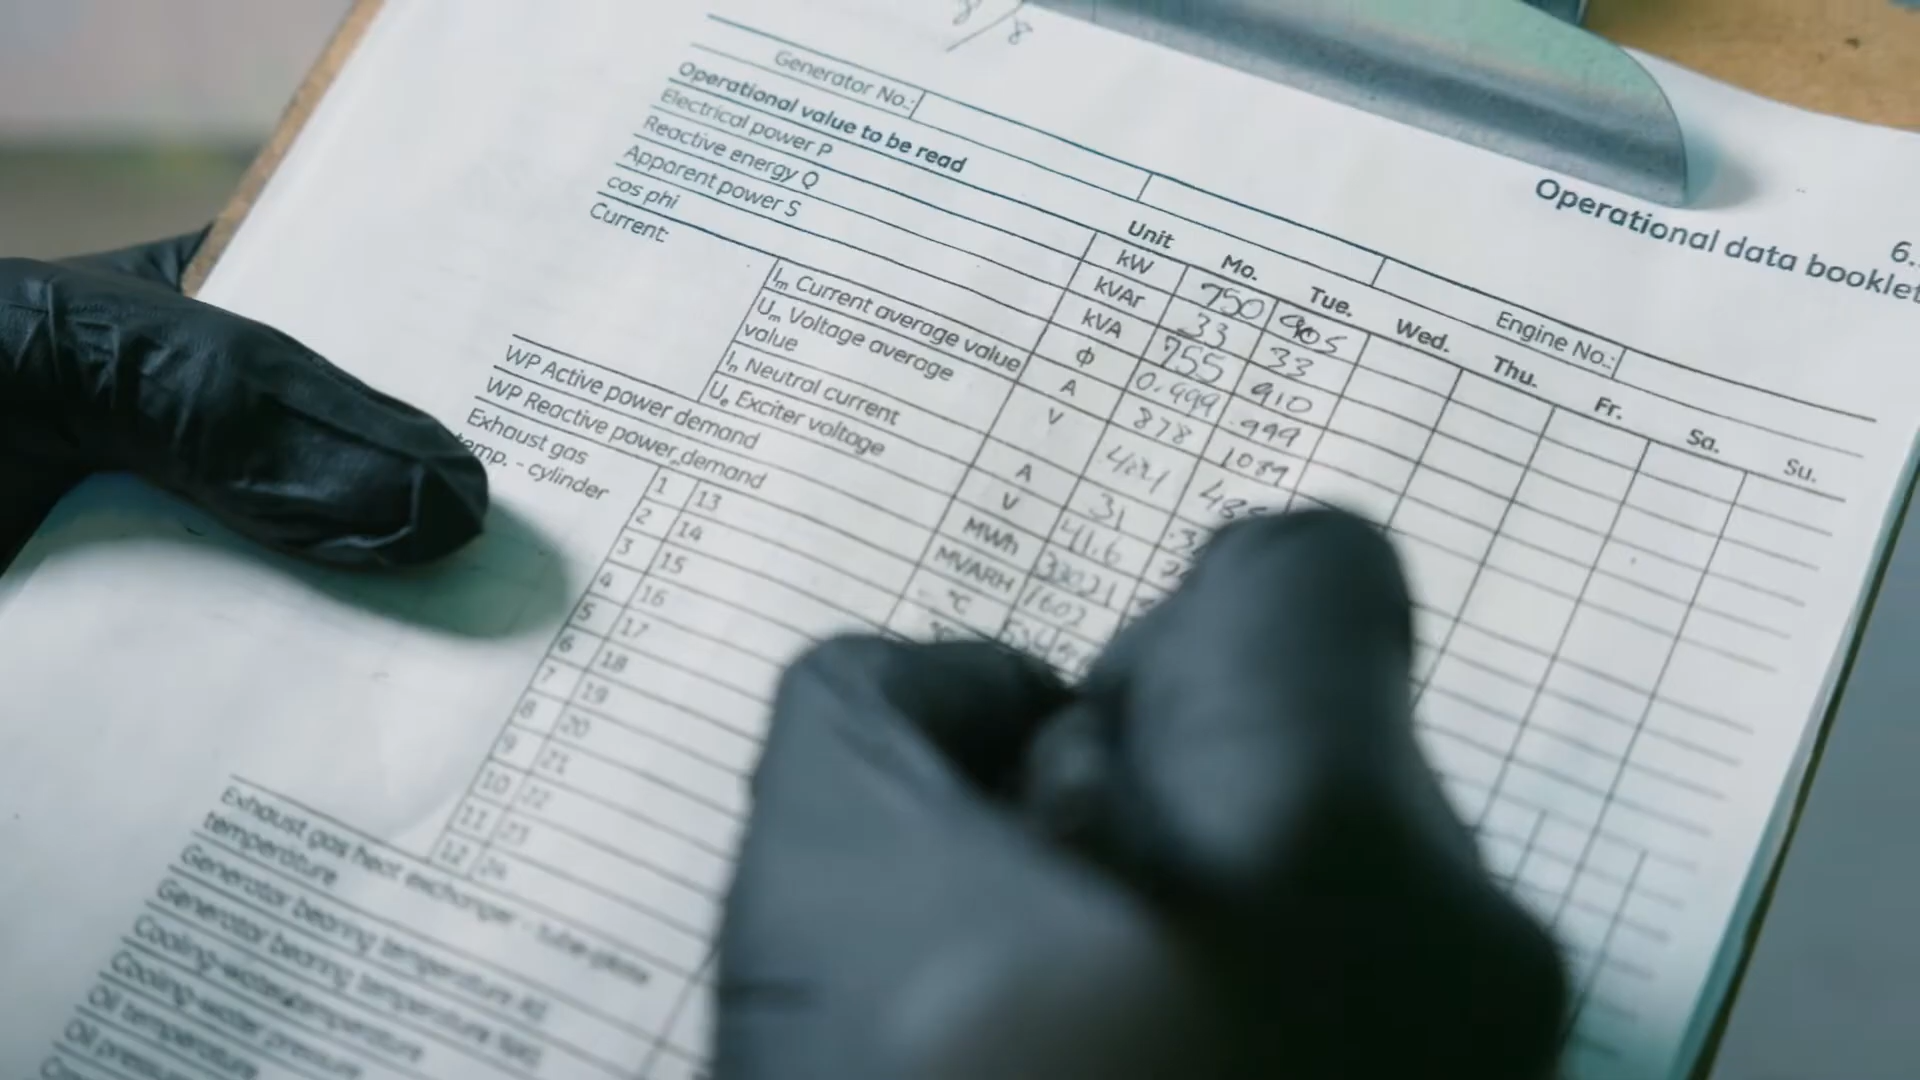 8/8
6.
Operational data booklet
Generator No.:
Engine No.:
Operational value to be read Unit Mo. Tue. Wed. Thu. Fr. Sa. Su.
Electrical power P kW 750 905
Reactive energy Q kVAr 33 33
Apparent power S kVA 755 910
cos phi ϕ 0.999 .999
Current: Im Current average value A 878 1089
Um Voltage average value V
In Neutral current A 31
Ue Exciter voltage V 41.6
WP Active power demand MWh 33021
WP Reactive power demand MVARH 1602
Exhaust gas temp. - cylinder
1 13 °C
2 14
3 15
4 16
5 17
6 18
7 19
8 20
9 21
10 22
11 23
12 24
Exhaust gas heat exchanger - tube plate temperature
Generator bearing temperature
Generator bearing temperature
Cooling-water temperature
Cooling-water pressure
Oil temperature
Oil pressure